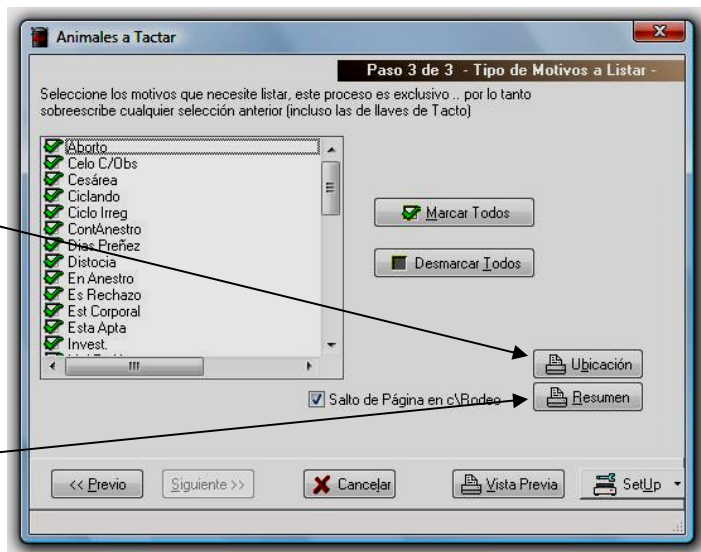 Animales a Tactar
Paso 3 de 3 - Tipo de Motivos a Listar -
Seleccione los motivos que necesite listar, este proceso es exclusivo .. por lo tanto
sobreescribe cualquier selección anterior (incluso las de llaves de Tacto)
Aborto
Celo C/Obs
Cesárea
Ciclando
Ciclo Irreg
ContAnestro
Dias Preñez
Distocia
En Anestro
Es Rechazo
Est Corporal
Esta Apta
Invest.
Marcar Todos
Desmarcar Todos
Ubicación
Salto de Página en c\Rodeo
Resumen
<< Previo
Siguiente >>
Cancelar
Vista Previa
SetUp